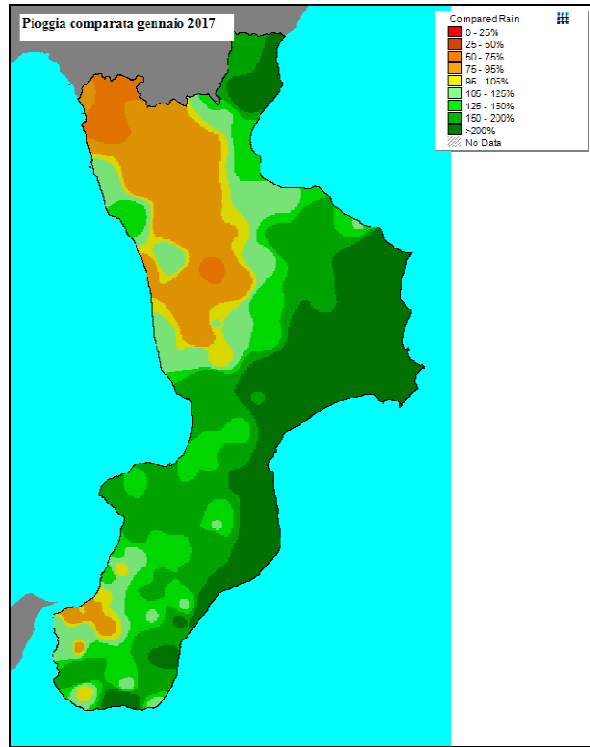 Pioggia comparata gennaio 2017
Compared Rain
0 - 25%
25 - 50%
50 - 75%
75 - 95%
95 - 105%
105 - 125%
125 - 150%
150 - 200%
>200%
No Data